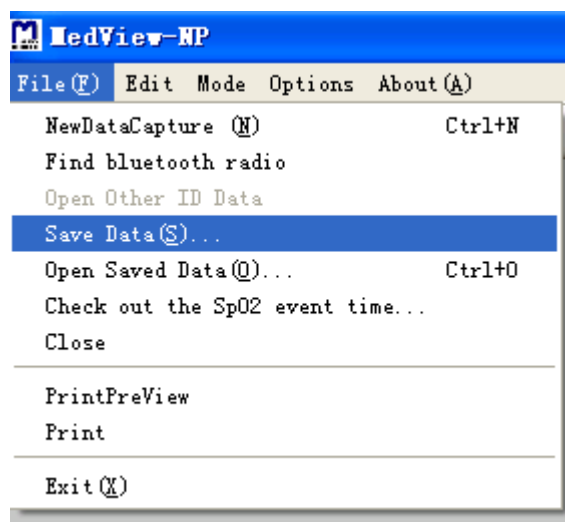 MedView-NP
File(F) Edit Mode Options About(A)
NewDataCapture (N) Ctrl+N
Find bluetooth radio
Open Other ID Data
Save Data(S)...
Open Saved Data(O)... Ctrl+O
Check out the SpO2 event time...
Close
PrintPreView
Print
Exit(X)